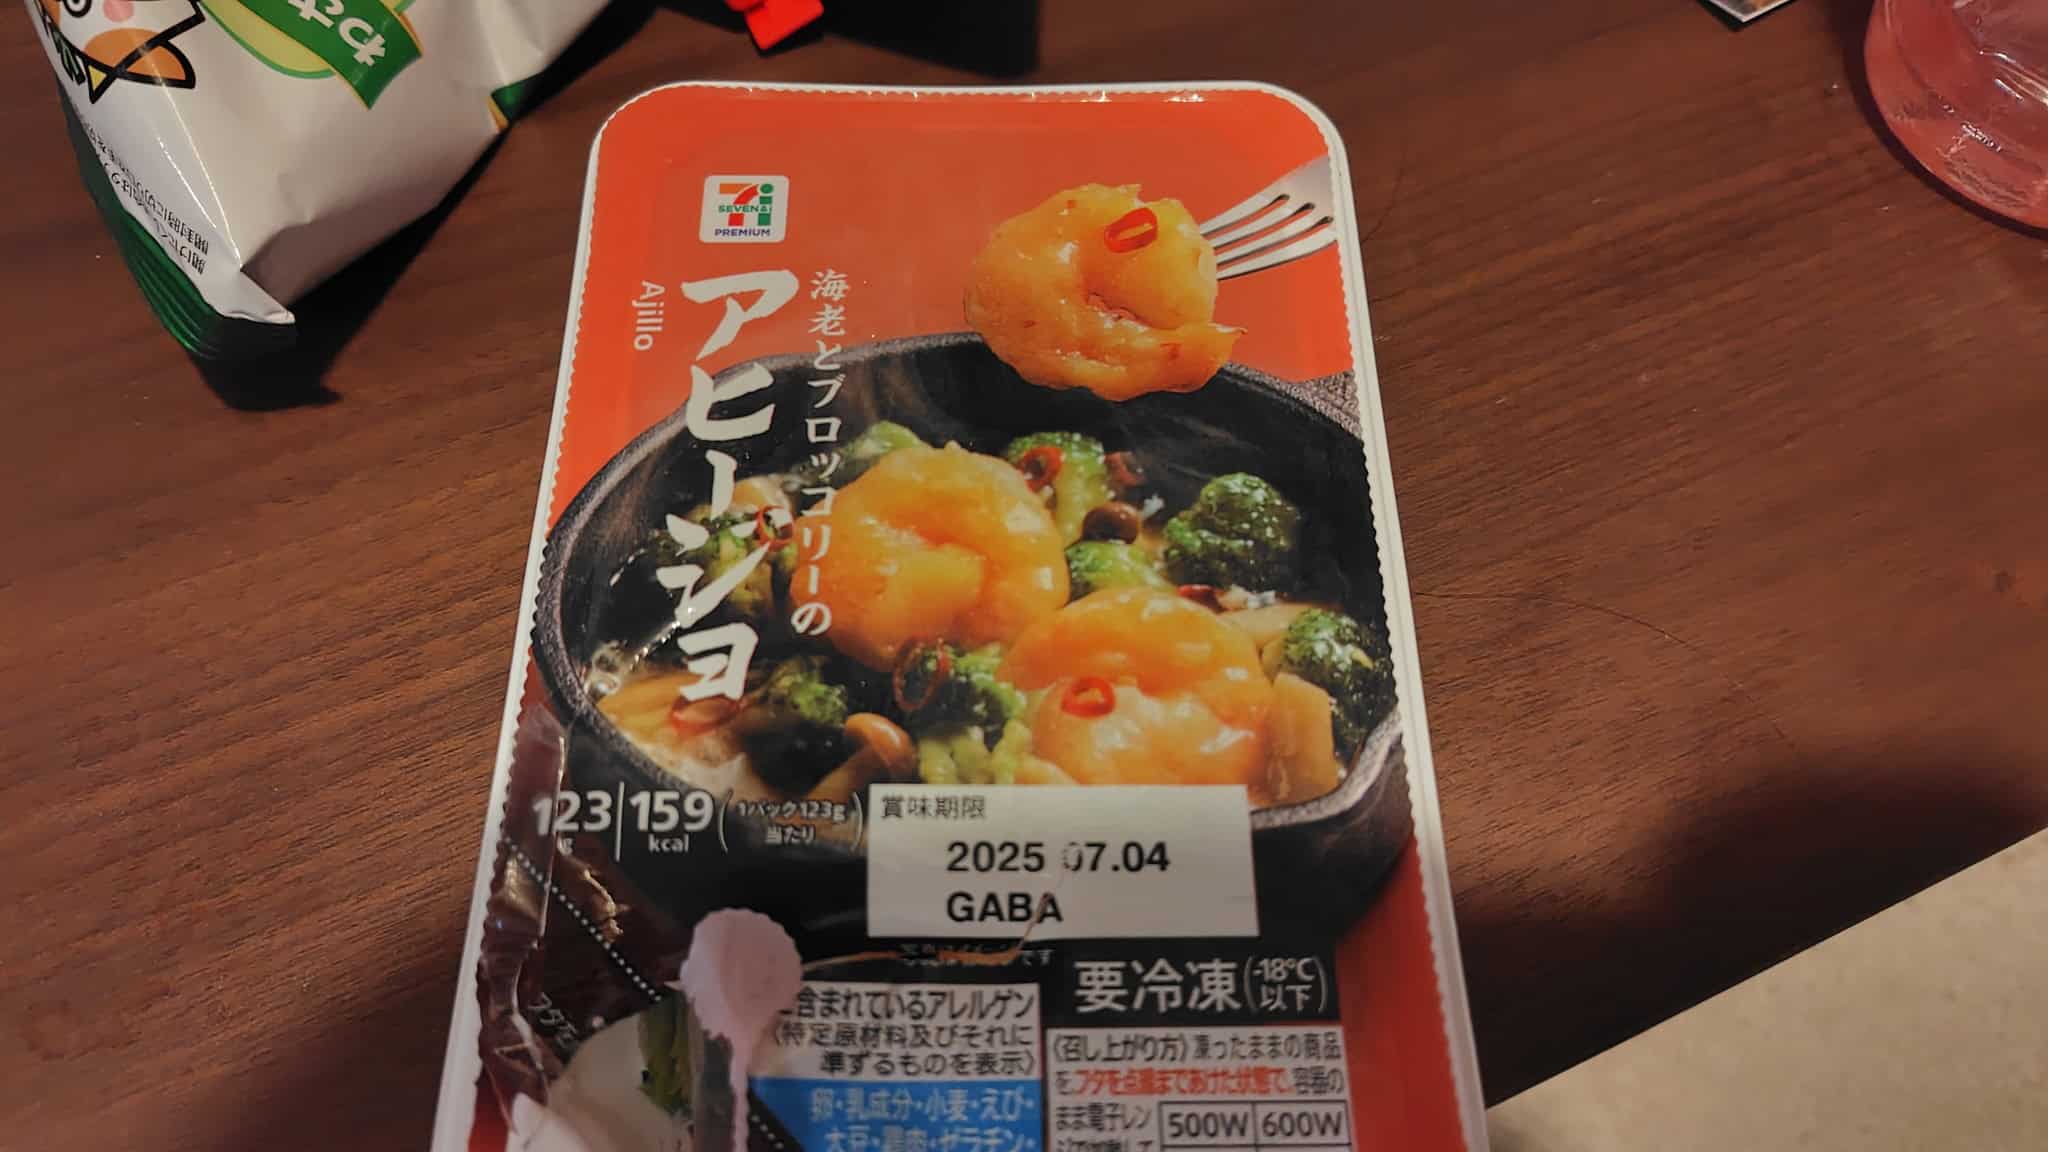 わさ
SEVEN&i
PREMIUM
海老とブロッコリーの
アヒージョ
Ajillo
123
159
kcal
(1パック123g
当たり)
賞味期限
2025 07.04
GABA
要冷凍(-18℃
以下)
含まれているアレルゲン
(特定原材料及びそれに
準ずるものを表示)
卵・乳成分・小麦・えび・
大豆・鶏肉・ゼラチン・
〈召し上がり方〉凍ったままの商品
を、フタを点線まであけた状態で、容器の
まま電子レン
500W 600W